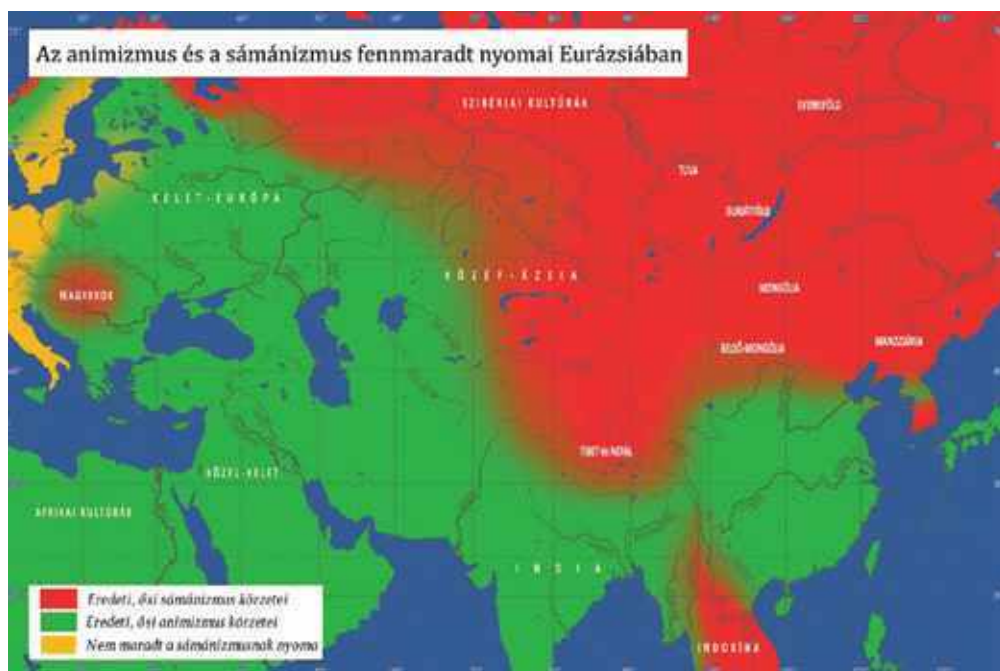 Az animizmus és a sámánizmus fennmaradt nyomai Eurázsiában
SZIBÉRIAI KULTÚRÁK
EVENKIFÖLD
TUVA
KELET-EURÓPA
BURJÁTFÖLD
KÖZÉP-ÁZSIA
MAGYAROK
MONGÓLIA
BELSŐ-MONGÓLIA
MANDZSÚRIA
TIBET és NEPÁL
KÖZEL-KELET
AFRIKAI KULTÚRÁK
INDIA
INDOKÍNA
Eredeti, ősi sámánizmus körzetei
Eredeti, ősi animizmus körzetei
Nem maradt a sámánizmusnak nyoma